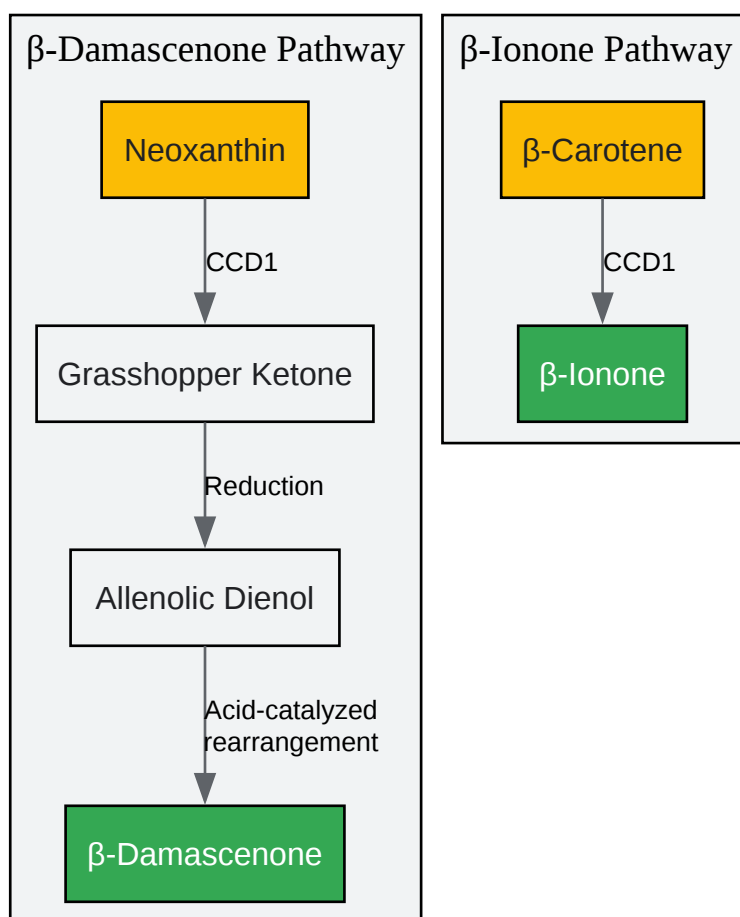 β-Damascenone Pathway
Neoxanthin
CCD1
Grasshopper Ketone
Reduction
Allenolic Dienol
Acid-catalyzed
rearrangement
β-Damascenone
β-Ionone Pathway
β-Carotene
CCD1
β-Ionone